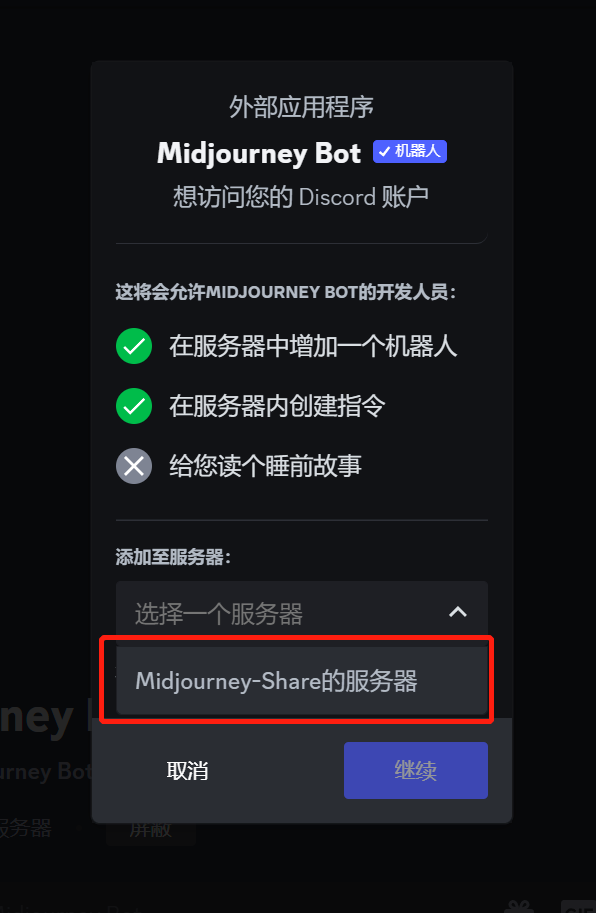 外部应用程序
Midjourney Bot ✓ 机器人
想访问您的 Discord 账户
这将会允许MIDJOURNEY BOT的开发人员：
在服务器中增加一个机器人
在服务器内创建指令
给您读个睡前故事
添加至服务器：
选择一个服务器
Midjourney-Share的服务器
ney
取消
继续
urney Bot
服务器
屏蔽